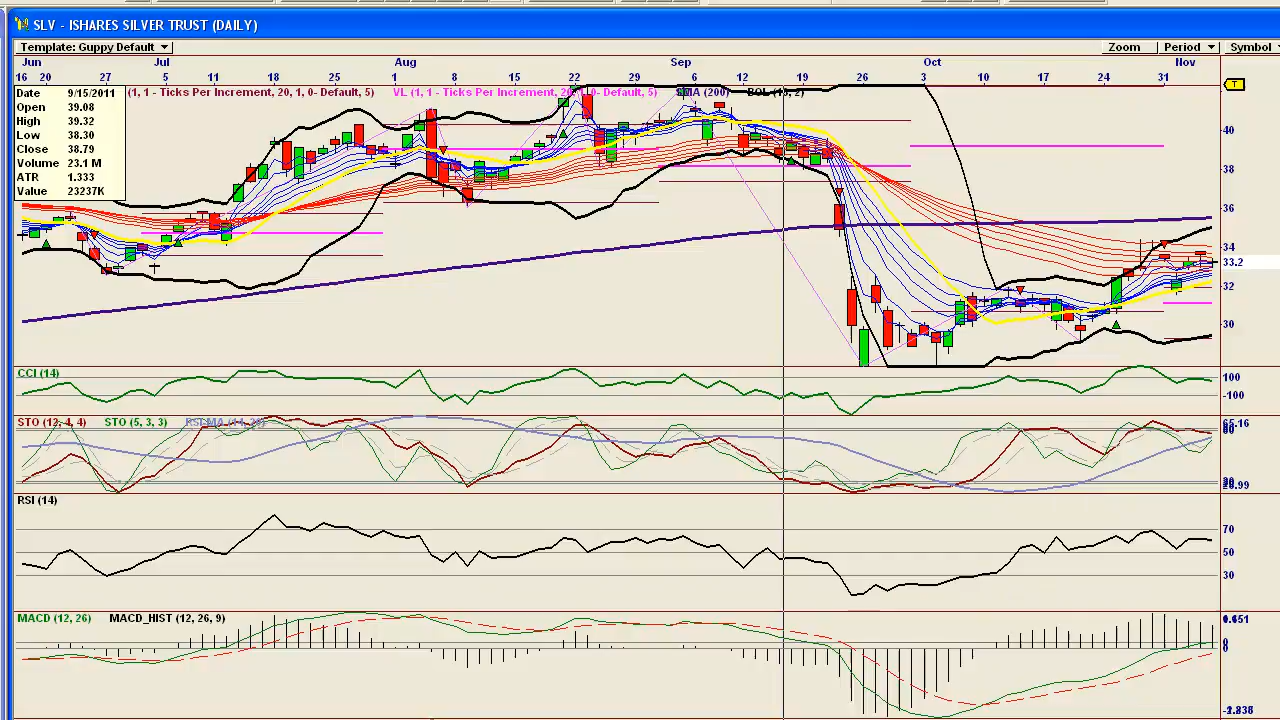 SLV - ISHARES SILVER TRUST (DAILY)
Template: Guppy Default
Zoom Period Symbol
Jun Jul Aug Sep Oct Nov
16 20 27 5 11 18 25 1 8 15 22 29 6 12 19 26 3 10 17 24 31
Date 9/15/2011
Open 39.08
High 39.32
Low 38.30
Close 38.79
Volume 23.1 M
ATR 1.333
Value 23237K
(1, 1 - Ticks Per Increment, 20, 1, 0- Default, 5) VL (1, 1 - Ticks Per Increment, 20, 1, 0- Default, 5) SMA (200) BOL
T
40
38
36
34
33.2
32
30
CCI (14)
100
-100
STO (12, 4, 4) STO (5, 3, 3)
RSI (14)
70
50
30
MACD (12, 26) MACD_HIST (12, 26, 9)
0
0